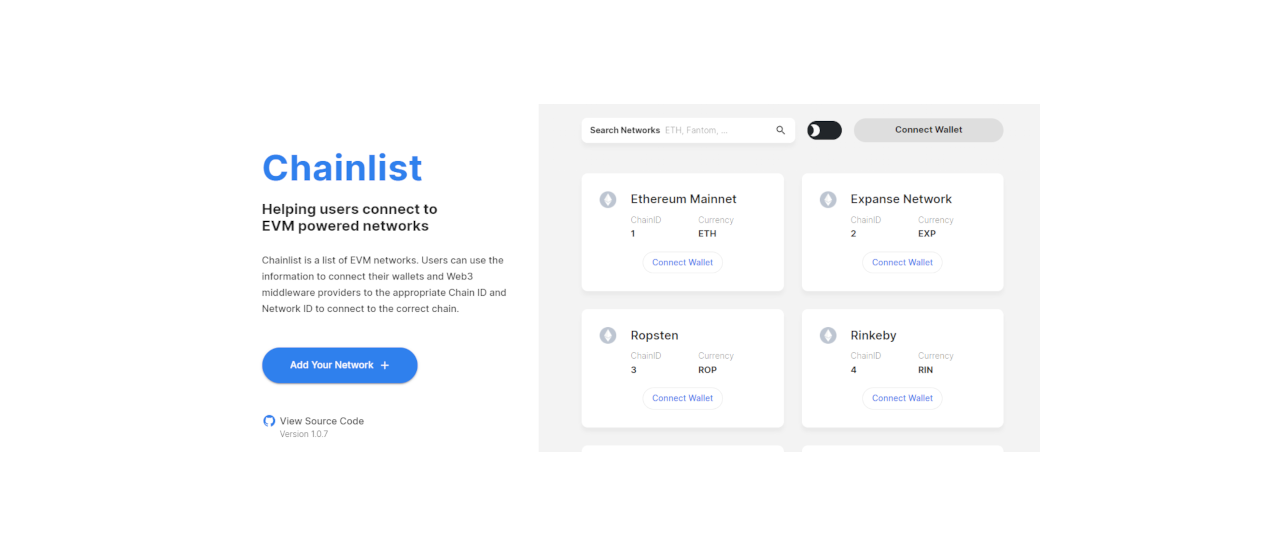 Chainlist
Helping users connect to
EVM powered networks
Chainlist is a list of EVM networks. Users can use the
information to connect their wallets and Web3
middleware providers to the appropriate Chain ID and
Network ID to connect to the correct chain.
Add Your Network +
View Source Code
Version 1.0.7
Search Networks ETH, Fantom, ...
Connect Wallet
Ethereum Mainnet
ChainID Currency
1 ETH
Connect Wallet
Expanse Network
ChainID Currency
2 EXP
Connect Wallet
Ropsten
ChainID Currency
3 ROP
Connect Wallet
Rinkeby
ChainID Currency
4 RIN
Connect Wallet